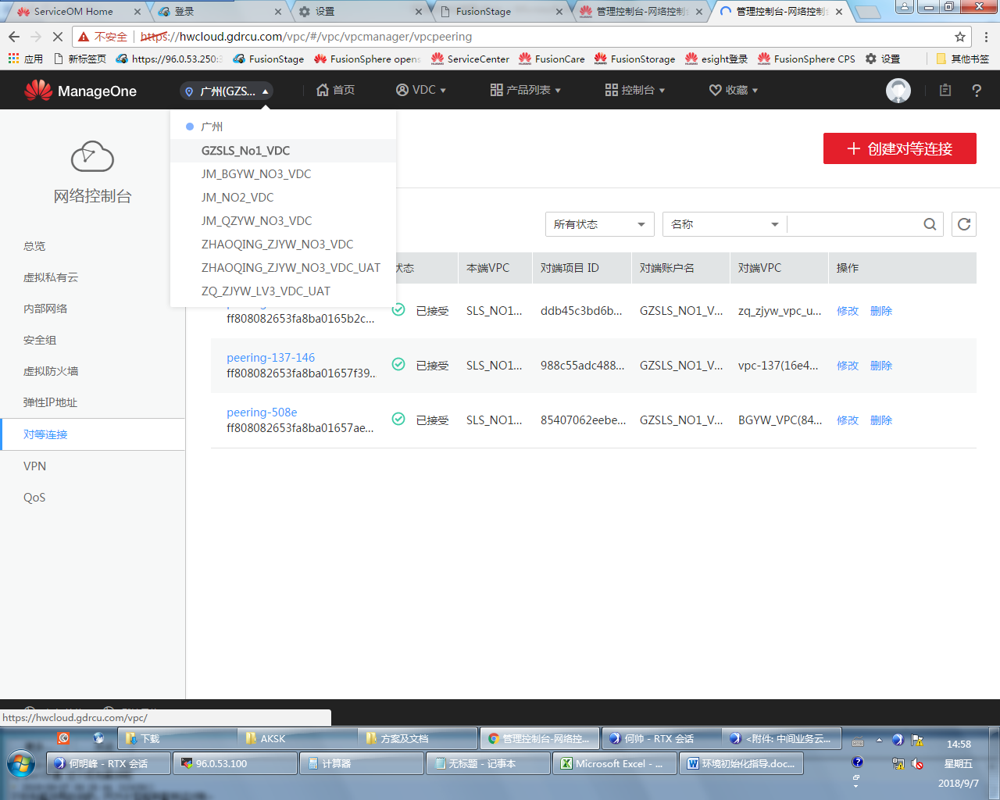 ServiceOM Home
登录
设置
FusionStage
管理控制台-网络控制
管理控制台-网络控制
不安全
https://hwcloud.gdrcu.com/vpc/#/vpc/vpcmanager/vpcpeering
应用
新标签页
https://96.0.53.250:
FusionStage
FusionSphere opens
ServiceCenter
FusionCare
FusionStorage
esight登录
FusionSphere CPS
设置
其他书签
ManageOne
广州(GZS...
首页
VDC
产品列表
控制台
收藏
广州
GZSLS_No1_VDC
JM_BGYW_NO3_VDC
JM_NO2_VDC
JM_QZYW_NO3_VDC
ZHAOQING_ZJYW_NO3_VDC
ZHAOQING_ZJYW_NO3_VDC_UAT
ZQ_ZJYW_LV3_VDC_UAT
网络控制台
总览
虚拟私有云
内部网络
安全组
虚拟防火墙
弹性IP地址
对等连接
VPN
QoS
创建对等连接
所有状态
名称
状态 本端VPC 对端项目 ID 对端账户名 对端VPC 操作
ff808082653fa8ba0165b2c... 已接受 SLS_NO1... ddb45c3bd6b... GZSLS_NO1_V... zq_zjyw_vpc_u... 修改 删除
peering-137-146
ff808082653fa8ba01657f39... 已接受 SLS_NO1... 988c55adc488... GZSLS_NO1_V... vpc-137(16e4... 修改 删除
peering-508e
ff808082653fa8ba01657ae... 已接受 SLS_NO1... 85407062eebe... GZSLS_NO1_V... BGYW_VPC(84... 修改 删除
https://hwcloud.gdrcu.com/vpc/
下载
AKSK
方案及文档
管理控制台-网络控...
何帅 - RTX 会话
<附件: 中间业务云...
14:58
何明峰 - RTX 会话
96.0.53.100
计算器
无标题 - 记事本
Microsoft Excel - ...
环境初始化指导.doc...
星期五
2018/9/7